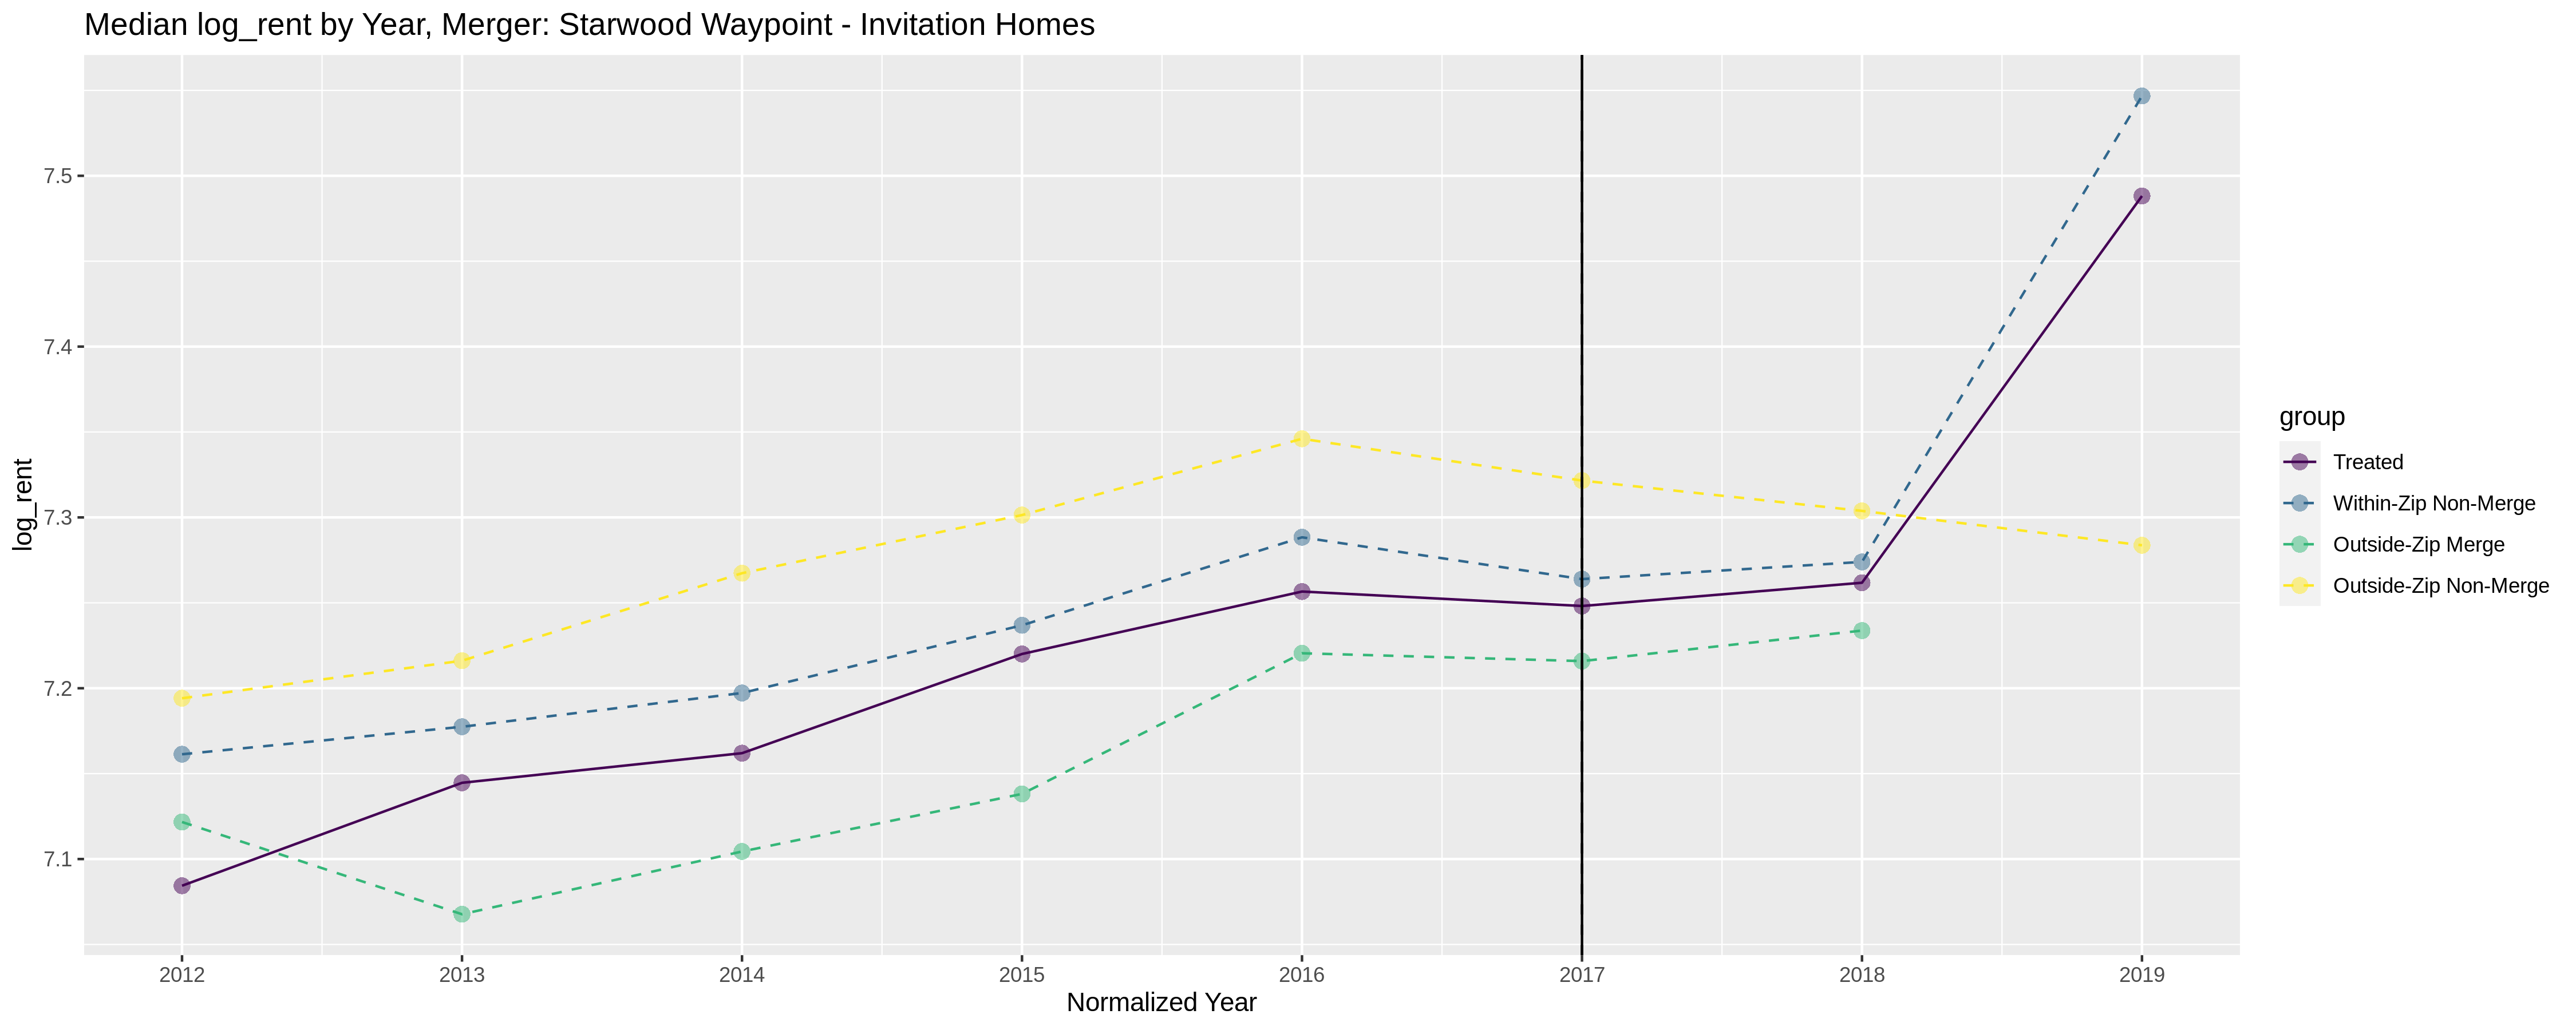 Median log_rent by Year, Merger: Starwood Waypoint - Invitation Homes
log_rent
7.5
7.4
7.3
7.2
7.1
2012 2013 2014 2015 2016 2017 2018 2019
Normalized Year
group
Treated
Within-Zip Non-Merge
Outside-Zip Merge
Outside-Zip Non-Merge